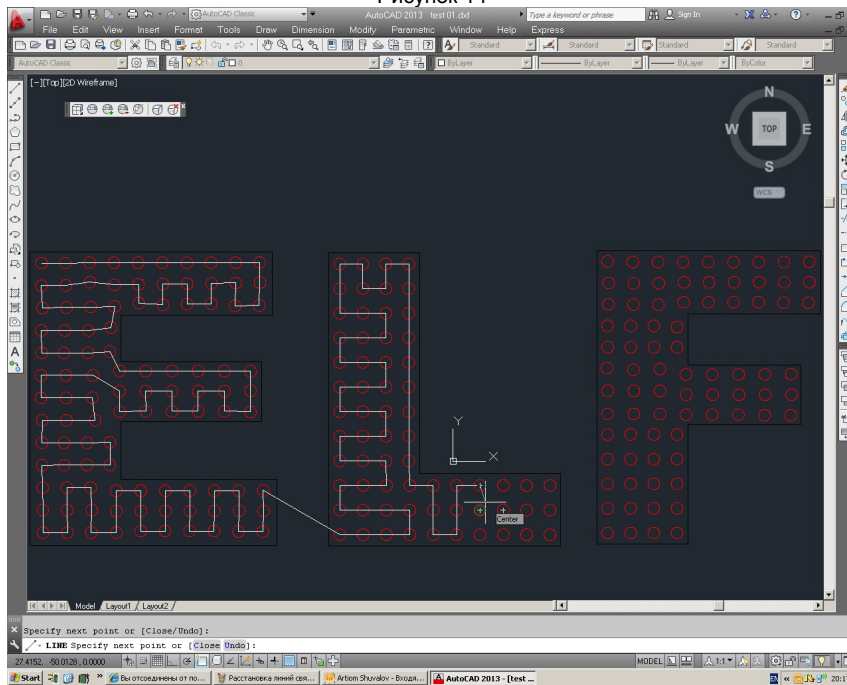 Рисунок 11
AutoCAD Classic
AutoCAD 2013 test 01.dxf
Type a keyword or phrase
Sign In
File Edit View Insert Format Tools Draw Dimension Modify Parametric Window Help Express
Standard Standard Standard Standard
AutoCAD Classic 0 ByLayer ByLayer ByLayer ByColor
[-][Top][2D Wireframe]
N
W TOP E
S
WCS
Y
X
Center
Model Layout1 Layout2
Specify next point or [Close/Undo]:
LINE Specify next point or [Close Undo]:
27.4152, -50.0128, 0.0000 MODEL 1:1
Start Вы отсоединены от по... Расстановка линий свя... Artiom Shuvalov - Входя... AutoCAD 2013 - [test ... EN